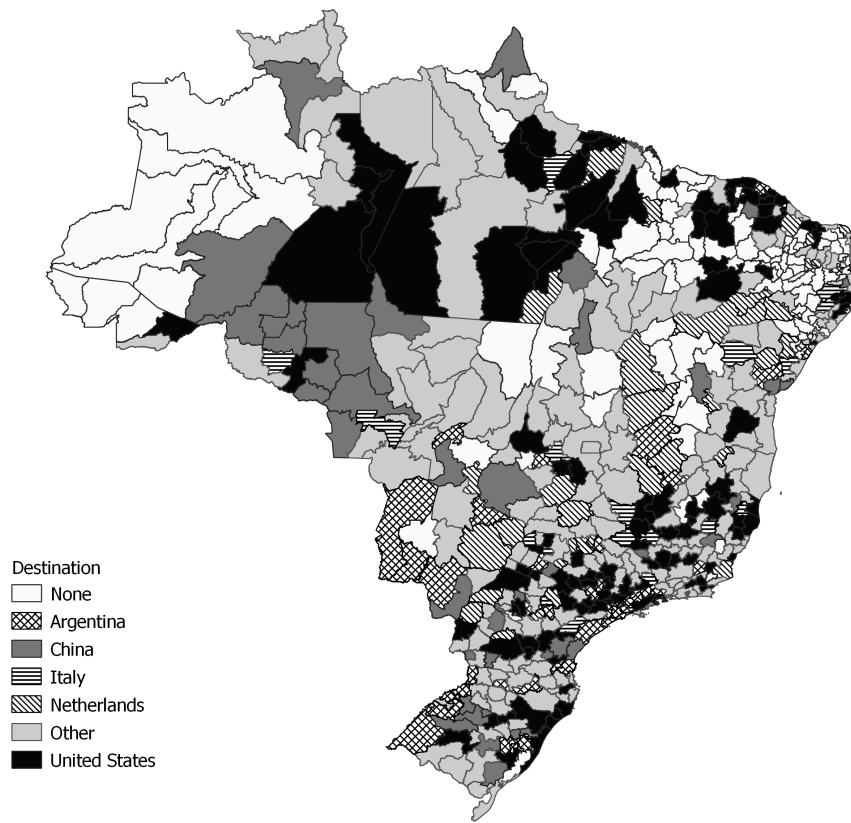 Destination
None
Argentina
China
Italy
Netherlands
Other
United States